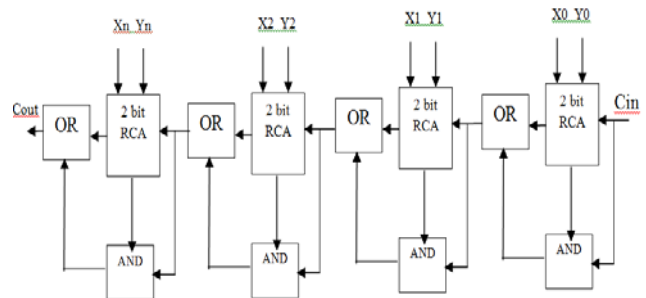 Xn Yn X2 Y2 X1 Y1 X0 Y0
Cout OR 2 bit RCA OR 2 bit RCA OR 2 bit RCA OR 2 bit RCA Cin
AND AND AND AND